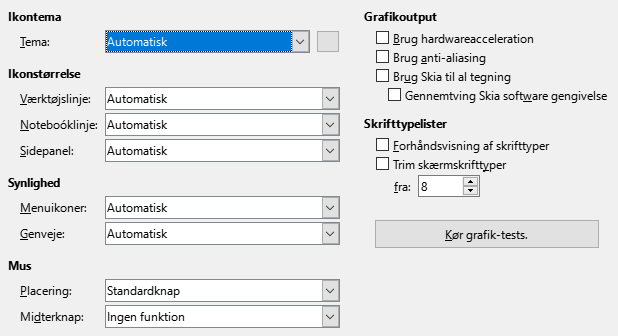 Ikontema
Tema: Automatisk
Ikonstørrelse
Værktøjslinje: Automatisk
Noteboóklinje: Automatisk
Sidepanel: Automatisk
Synlighed
Menuikoner: Automatisk
Genveje: Automatisk
Mus
Placering: Standardknap
Midterknap: Ingen funktion
Grafikoutput
Brug hardwareacceleration
Brug anti-aliasing
Brug Skia til al tegning
Gennemtving Skia software gengivelse
Skrifttypelister
Forhåndsvisning af skrifttyper
Trim skærmskrifttyper
fra: 8
Kør grafik-tests.